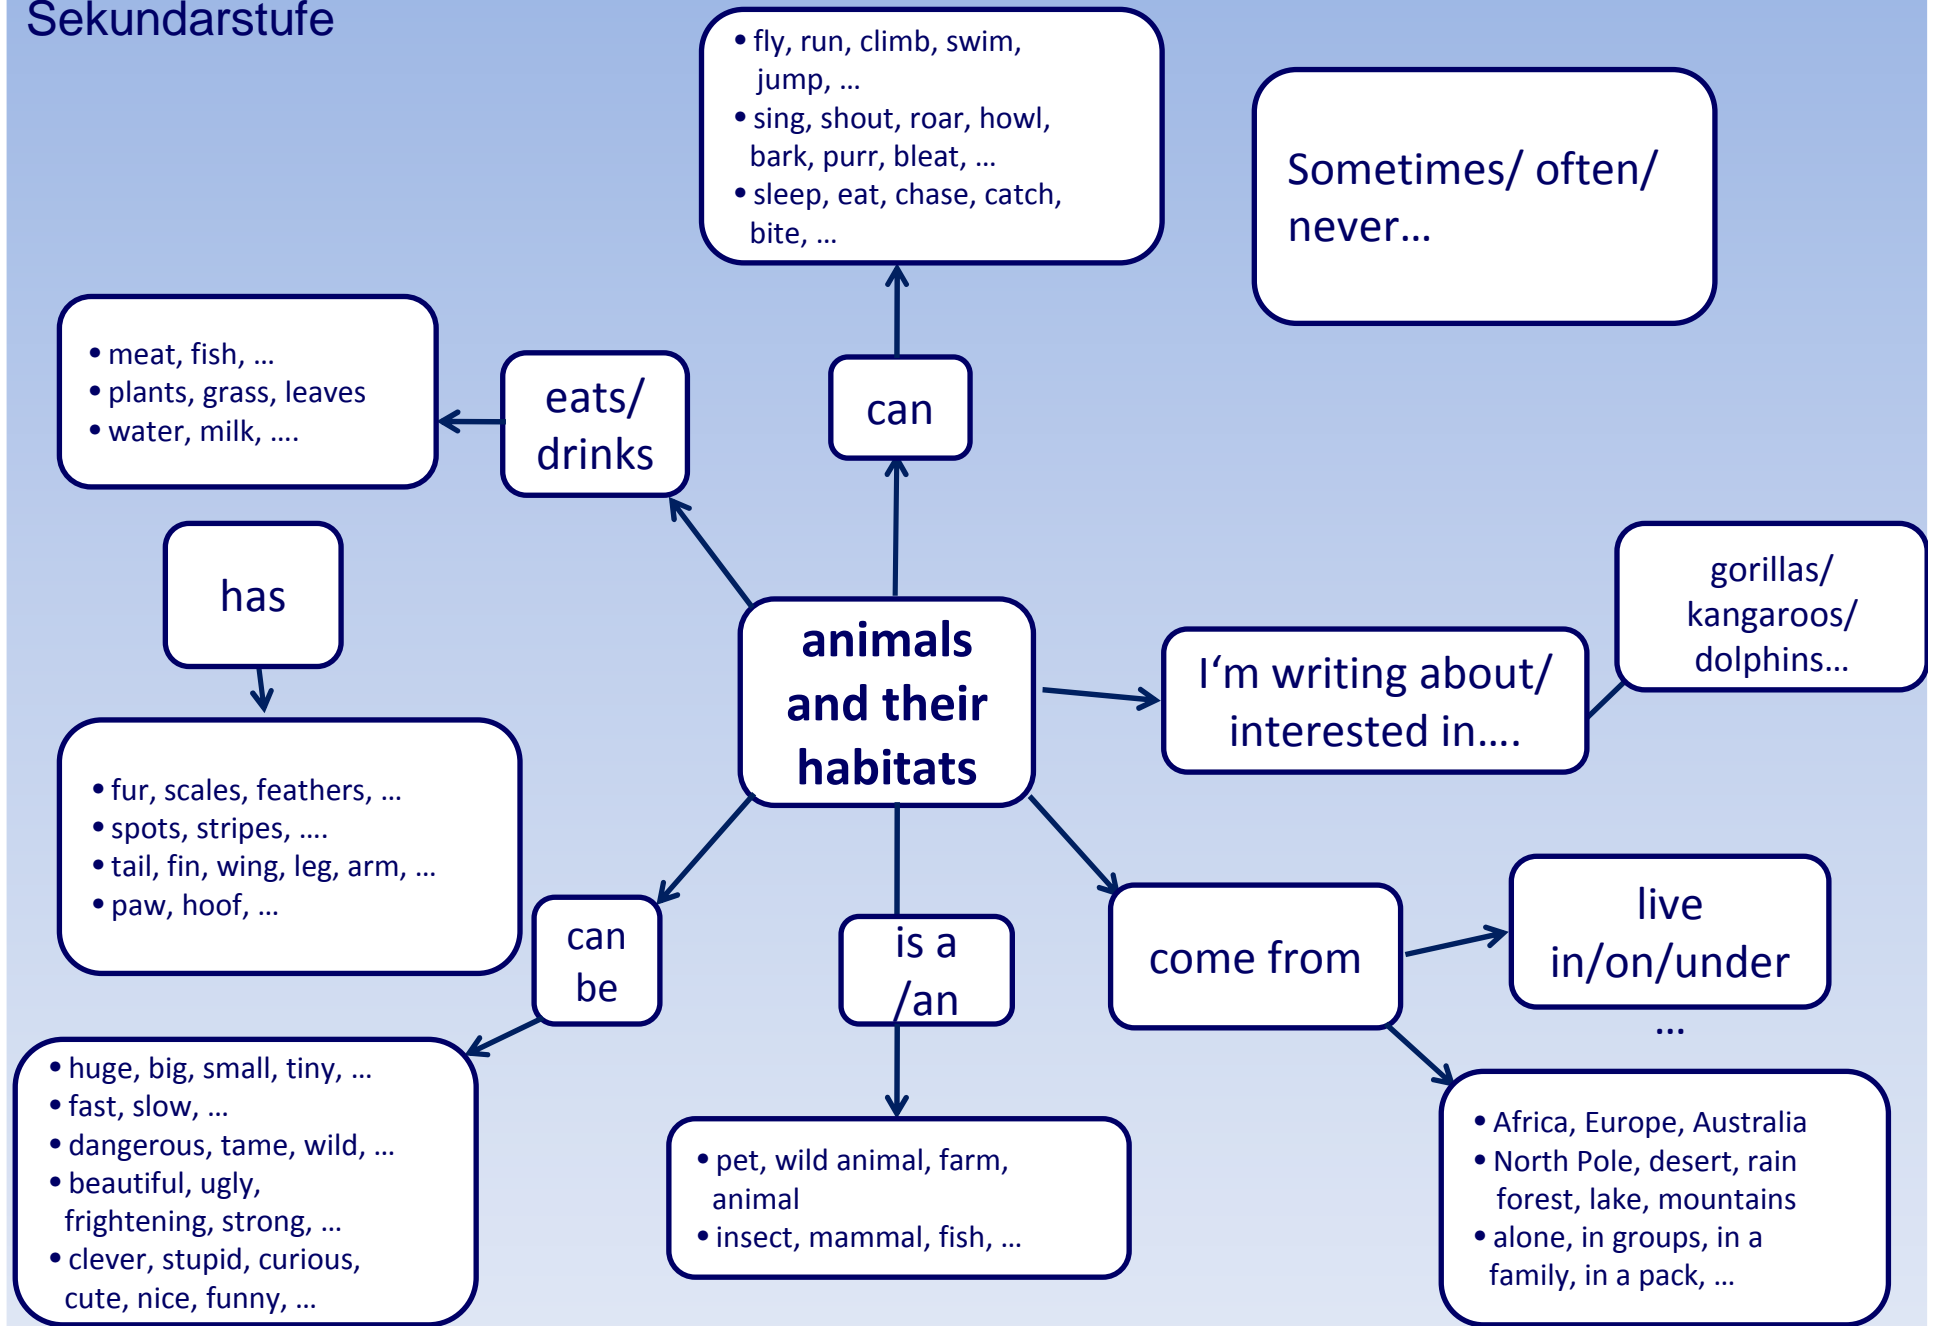 Sekundarstufe
• fly, run, climb, swim,
jump, ...
• sing, shout, roar, howl,
bark, purr, bleat, ...
• sleep, eat, chase, catch,
bite, ...
Sometimes/ often/
never...
• meat, fish, ...
• plants, grass, leaves
• water, milk, ....
eats/
drinks
can
has
animals
and their
habitats
I‘m writing about/
interested in....
gorillas/
kangaroos/
dolphins...
• fur, scales, feathers, ...
• spots, stripes, ....
• tail, fin, wing, leg, arm, ...
• paw, hoof, ...
can
be
is a
/an
come from
live
in/on/under
...
• huge, big, small, tiny, ...
• fast, slow, ...
• dangerous, tame, wild, ...
• beautiful, ugly,
frightening, strong, ...
• clever, stupid, curious,
cute, nice, funny, ...
• pet, wild animal, farm,
animal
• insect, mammal, fish, ...
• Africa, Europe, Australia
• North Pole, desert, rain
forest, lake, mountains
• alone, in groups, in a
family, in a pack, ...